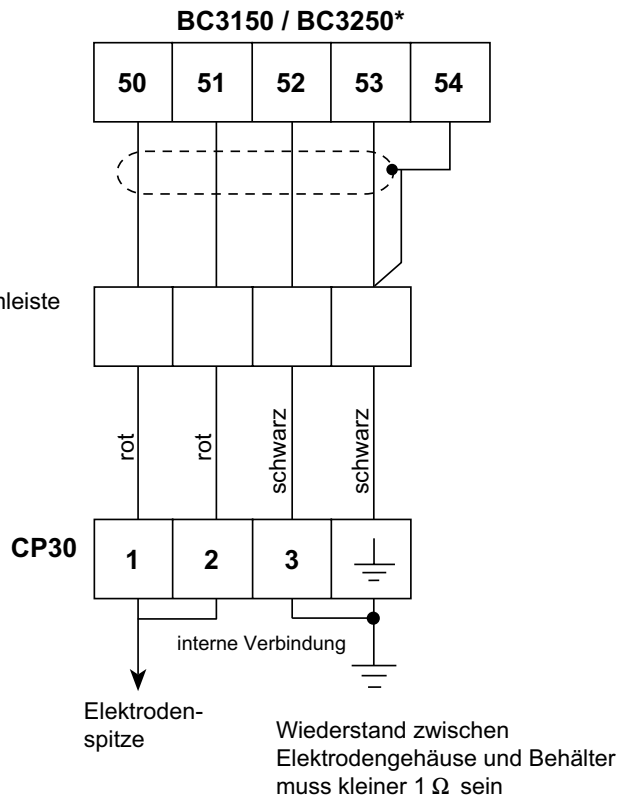 BC3150 / BC3250*
50 51 52 53 54
nleiste
rot rot schwarz schwarz
CP30
1 2 3
interne Verbindung
Elektroden-
spitze
Wiederstand zwischen
Elektrodengehäuse und Behälter
muss kleiner 1 Ω sein